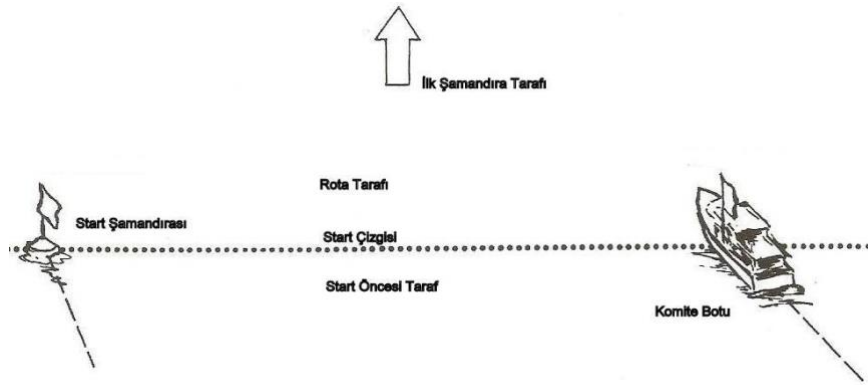 İlk Şamandıra Tarafı
Rota Tarafı
Start Şamandırası
Start Çizgisi
Start Öncesi Taraf
Komite Botu